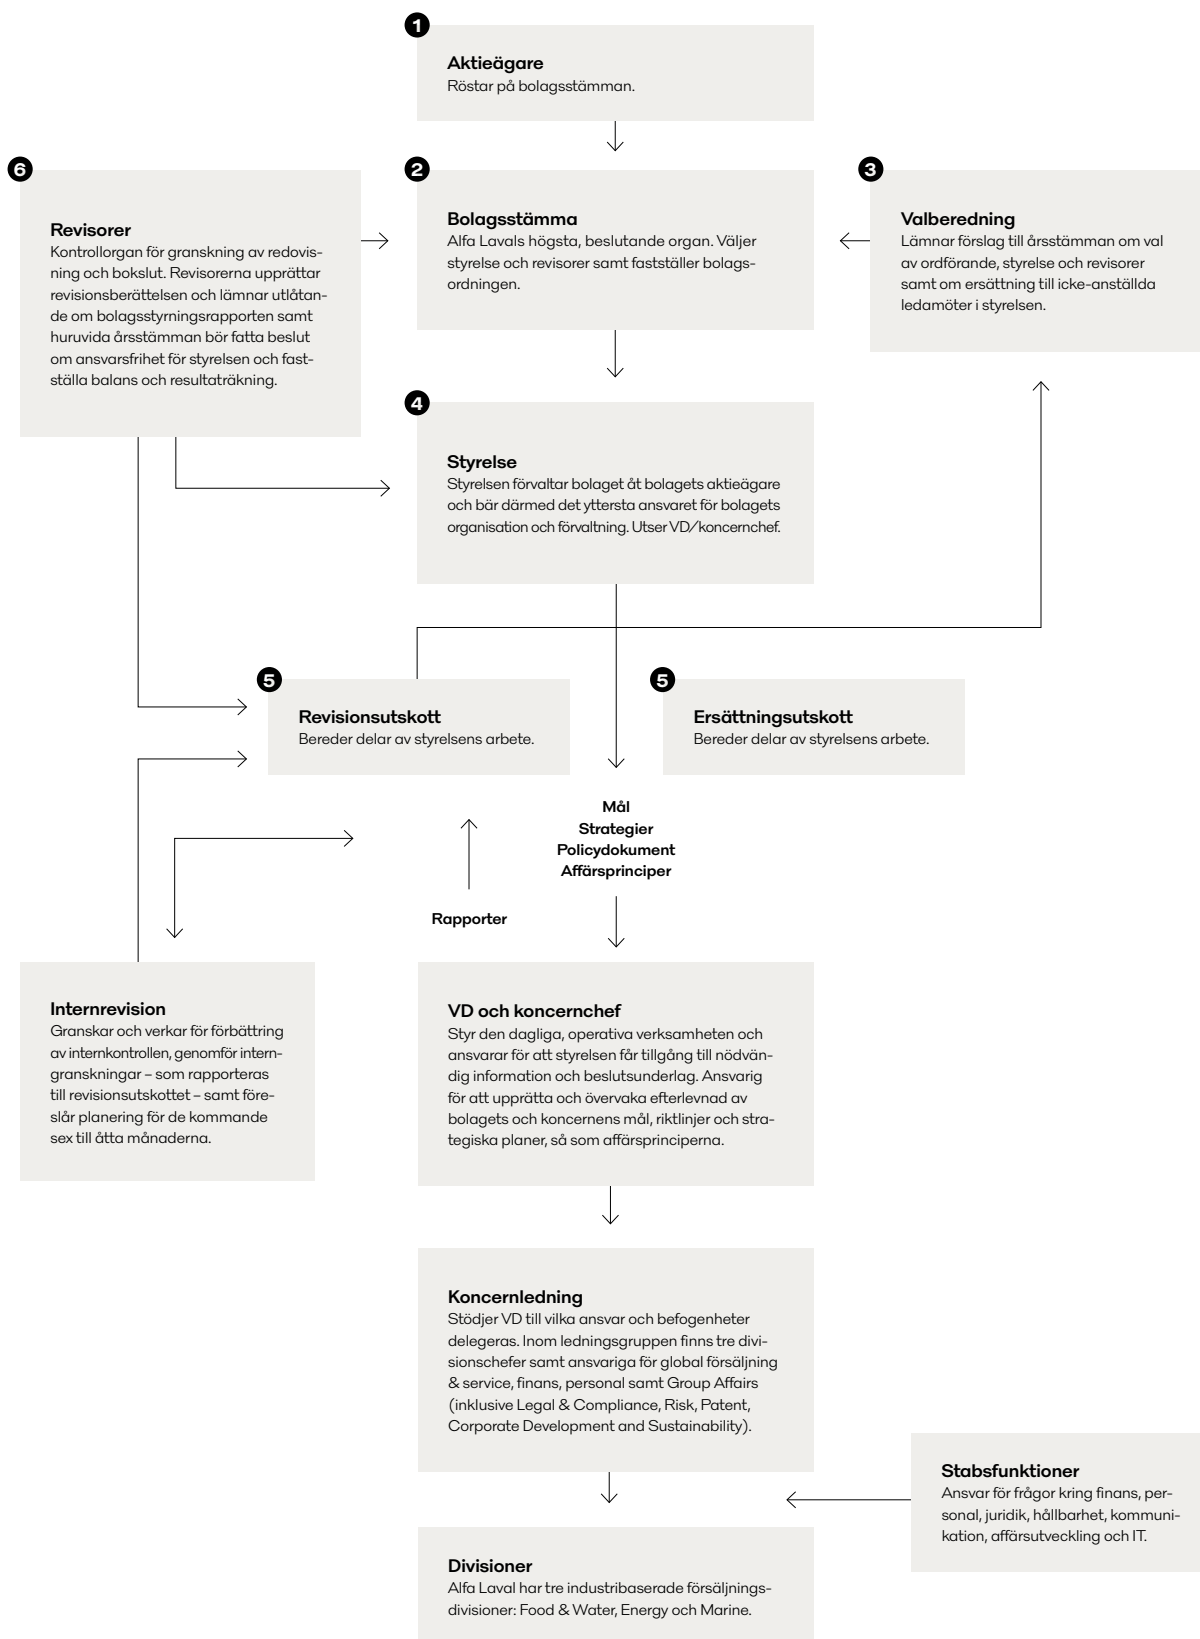 1
Aktieägare
Röstar på bolagsstämman.
6
Revisorer
Kontrollorgan för granskning av redovis-
ning och bokslut. Revisorerna upprättar
revisionsberättelsen och lämnar utlåtan-
de om bolagsstyrningsrapporten samt
huruvida årsstämman bör fatta beslut
om ansvarsfrihet för styrelsen och fast-
ställa balans och resultaträkning.
2
Bolagsstämma
Alfa Lavals högsta, beslutande organ. Väljer
styrelse och revisorer samt fastställer bolags-
ordningen.
3
Valberedning
Lämnar förslag till årsstämman om val
av ordförande, styrelse och revisorer
samt om ersättning till icke-anställda
ledamöter i styrelsen.
4
Styrelse
Styrelsen förvaltar bolaget åt bolagets aktieägare
och bär därmed det yttersta ansvaret för bolagets
organisation och förvaltning. Utser VD/koncernchef.
5
Revisionsutskott
Bereder delar av styrelsens arbete.
5
Ersättningsutskott
Bereder delar av styrelsens arbete.
Mål
Strategier
Policydokument
Affärsprinciper
Rapporter
Internrevision
Granskar och verkar för förbättring
av internkontrollen, genomför intern-
granskningar – som rapporteras
till revisionsutskottet – samt före-
slår planering för de kommande
sex till åtta månaderna.
VD och koncernchef
Styr den dagliga, operativa verksamheten och
ansvarar för att styrelsen får tillgång till nödvän-
dig information och beslutsunderlag. Ansvarig
för att upprätta och övervaka efterlevnad av
bolagets och koncernens mål, riktlinjer och stra-
tegiska planer, så som affärsprinciperna.
Koncernledning
Stödjer VD till vilka ansvar och befogenheter
delegeras. Inom ledningsgruppen finns tre divi-
sionschefer samt ansvariga för global försäljning
& service, finans, personal samt Group Affairs
(inklusive Legal & Compliance, Risk, Patent,
Corporate Development and Sustainability).
Stabsfunktioner
Ansvar för frågor kring finans, per-
sonal, juridik, hållbarhet, kommuni-
kation, affärsutveckling och IT.
Divisioner
Alfa Laval har tre industribaserade försäljnings-
divisioner: Food & Water, Energy och Marine.